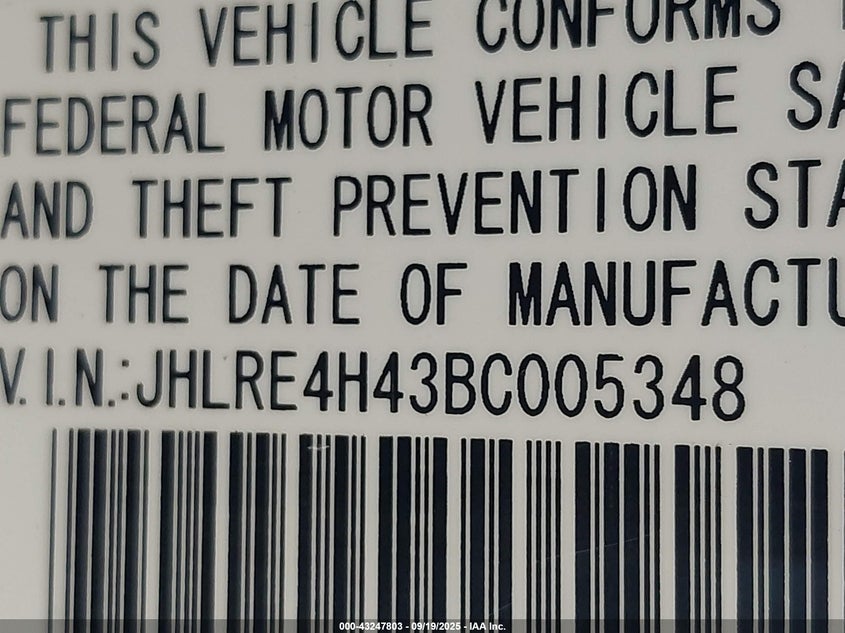 THIS VEHICLE CONFORMS
FEDERAL MOTOR VEHICLE SA
AND THEFT PREVENTION STA
ON THE DATE OF MANUFACTU
V.I.N.:JHLRE4H43BC005348
000-43247803 - 09/19/2025 - IAA Inc.